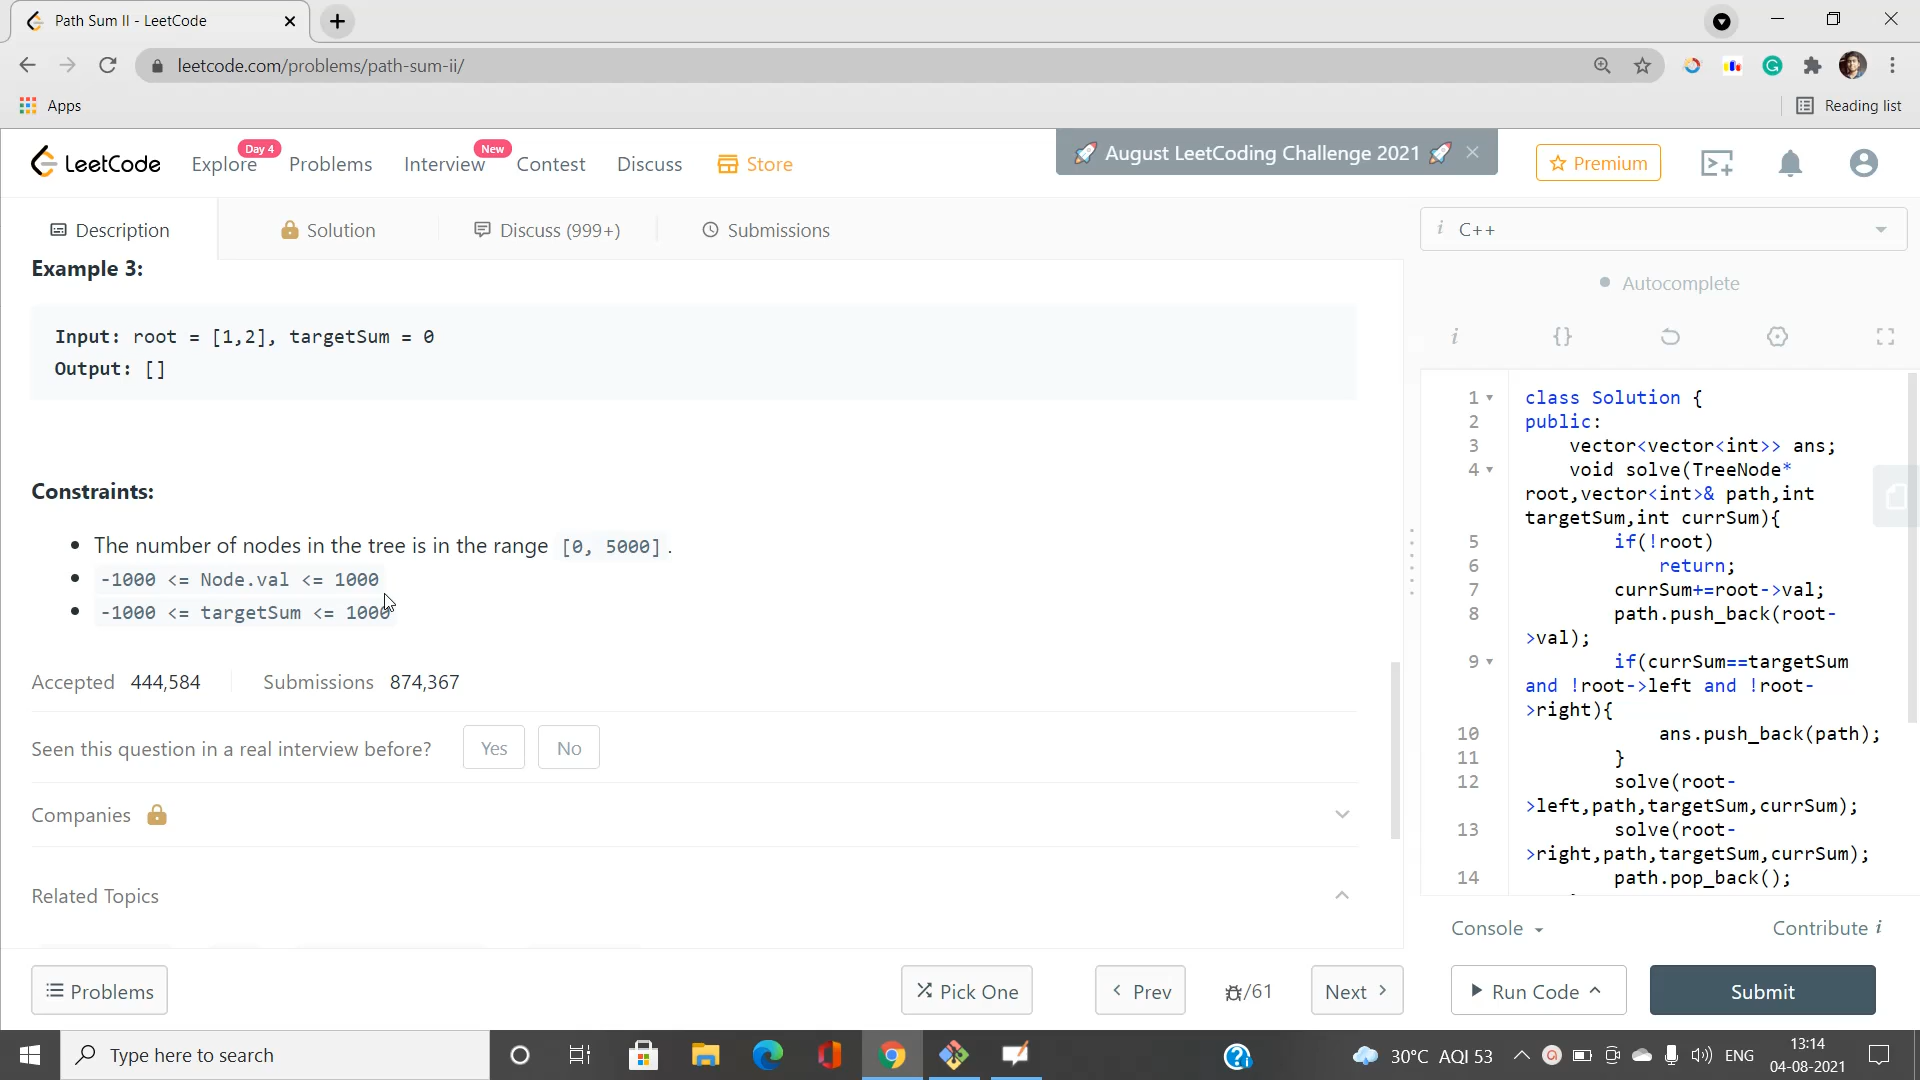 Path Sum II - LeetCode
leetcode.com/problems/path-sum-ii/
Apps
Reading list
LeetCode
Explore
Day 4
Problems
Interview
New
Contest
Discuss
Store
August LeetCoding Challenge 2021
Premium
Description
Solution
Discuss (999+)
Submissions
Example 3:
Input: root = [1,2], targetSum = 0
Output: []
Constraints:
The number of nodes in the tree is in the range [0, 5000].
-1000 <= Node.val <= 1000
-1000 <= targetSum <= 1000
Accepted 444,584 Submissions 874,367
Seen this question in a real interview before? Yes No
Companies
Related Topics
Problems
Pick One
Prev
/61
Next
i C++
Autocomplete
i {}
1 class Solution {
2 public:
3 vector<vector<int>> ans;
4 void solve(TreeNode*
root,vector<int>& path,int
targetSum,int currSum){
5 if(!root)
6 return;
7 currSum+=root->val;
8 path.push_back(root-
>val);
9 if(currSum==targetSum
and !root->left and !root-
>right){
10 ans.push_back(path);
11 }
12 solve(root-
>left,path,targetSum,currSum);
13 solve(root-
>right,path,targetSum,currSum);
14 path.pop_back();
Console
Contribute i
Run Code
Submit
Type here to search
30°C AQI 53
ENG
13:14
04-08-2021